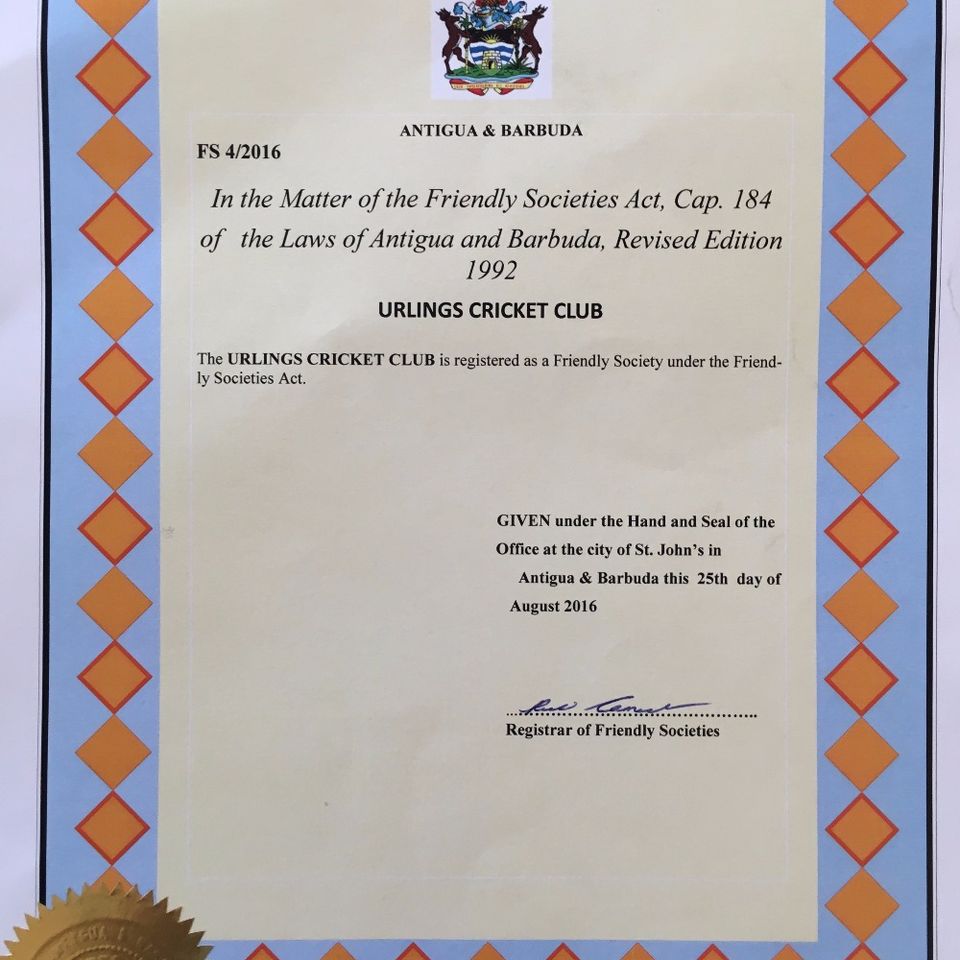 ANTIGUA & BARBUDA
FS 4/2016
In the Matter of the Friendly Societies Act, Cap. 184
of the Laws of Antigua and Barbuda, Revised Edition
1992
URLINGS CRICKET CLUB
The URLINGS CRICKET CLUB is registered as a Friendly Society under the Friend-
ly Societies Act.
GIVEN under the Hand and Seal of the
Office at the city of St. John’s in
Antigua & Barbuda this 25th day of
August 2016
Registrar of Friendly Societies